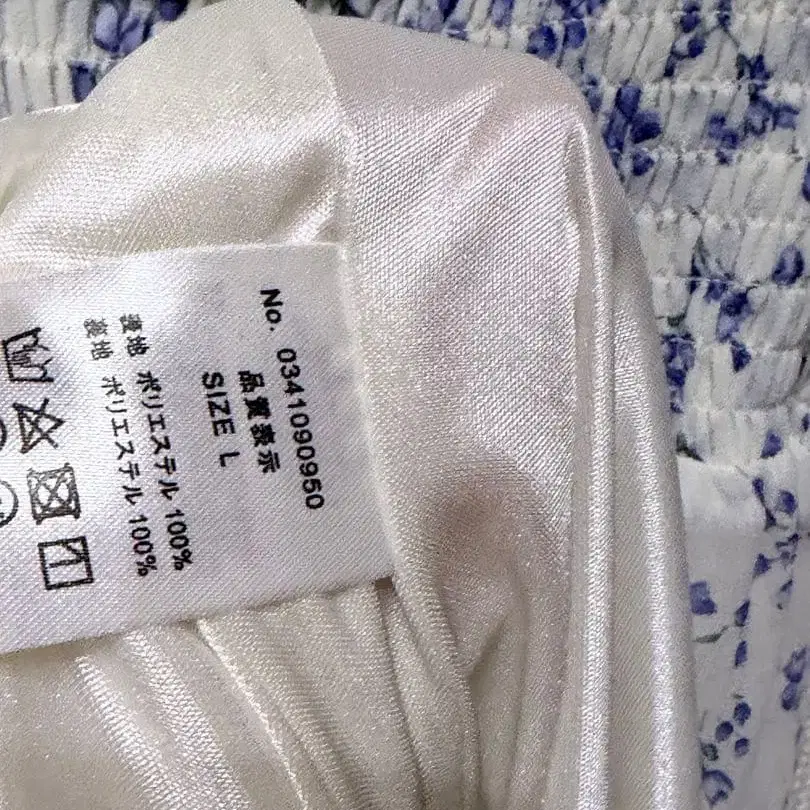 No. 0341090950
品質表示
SIZE L
表地 ポリエステル 100%
裏地 ポリエステル 100%